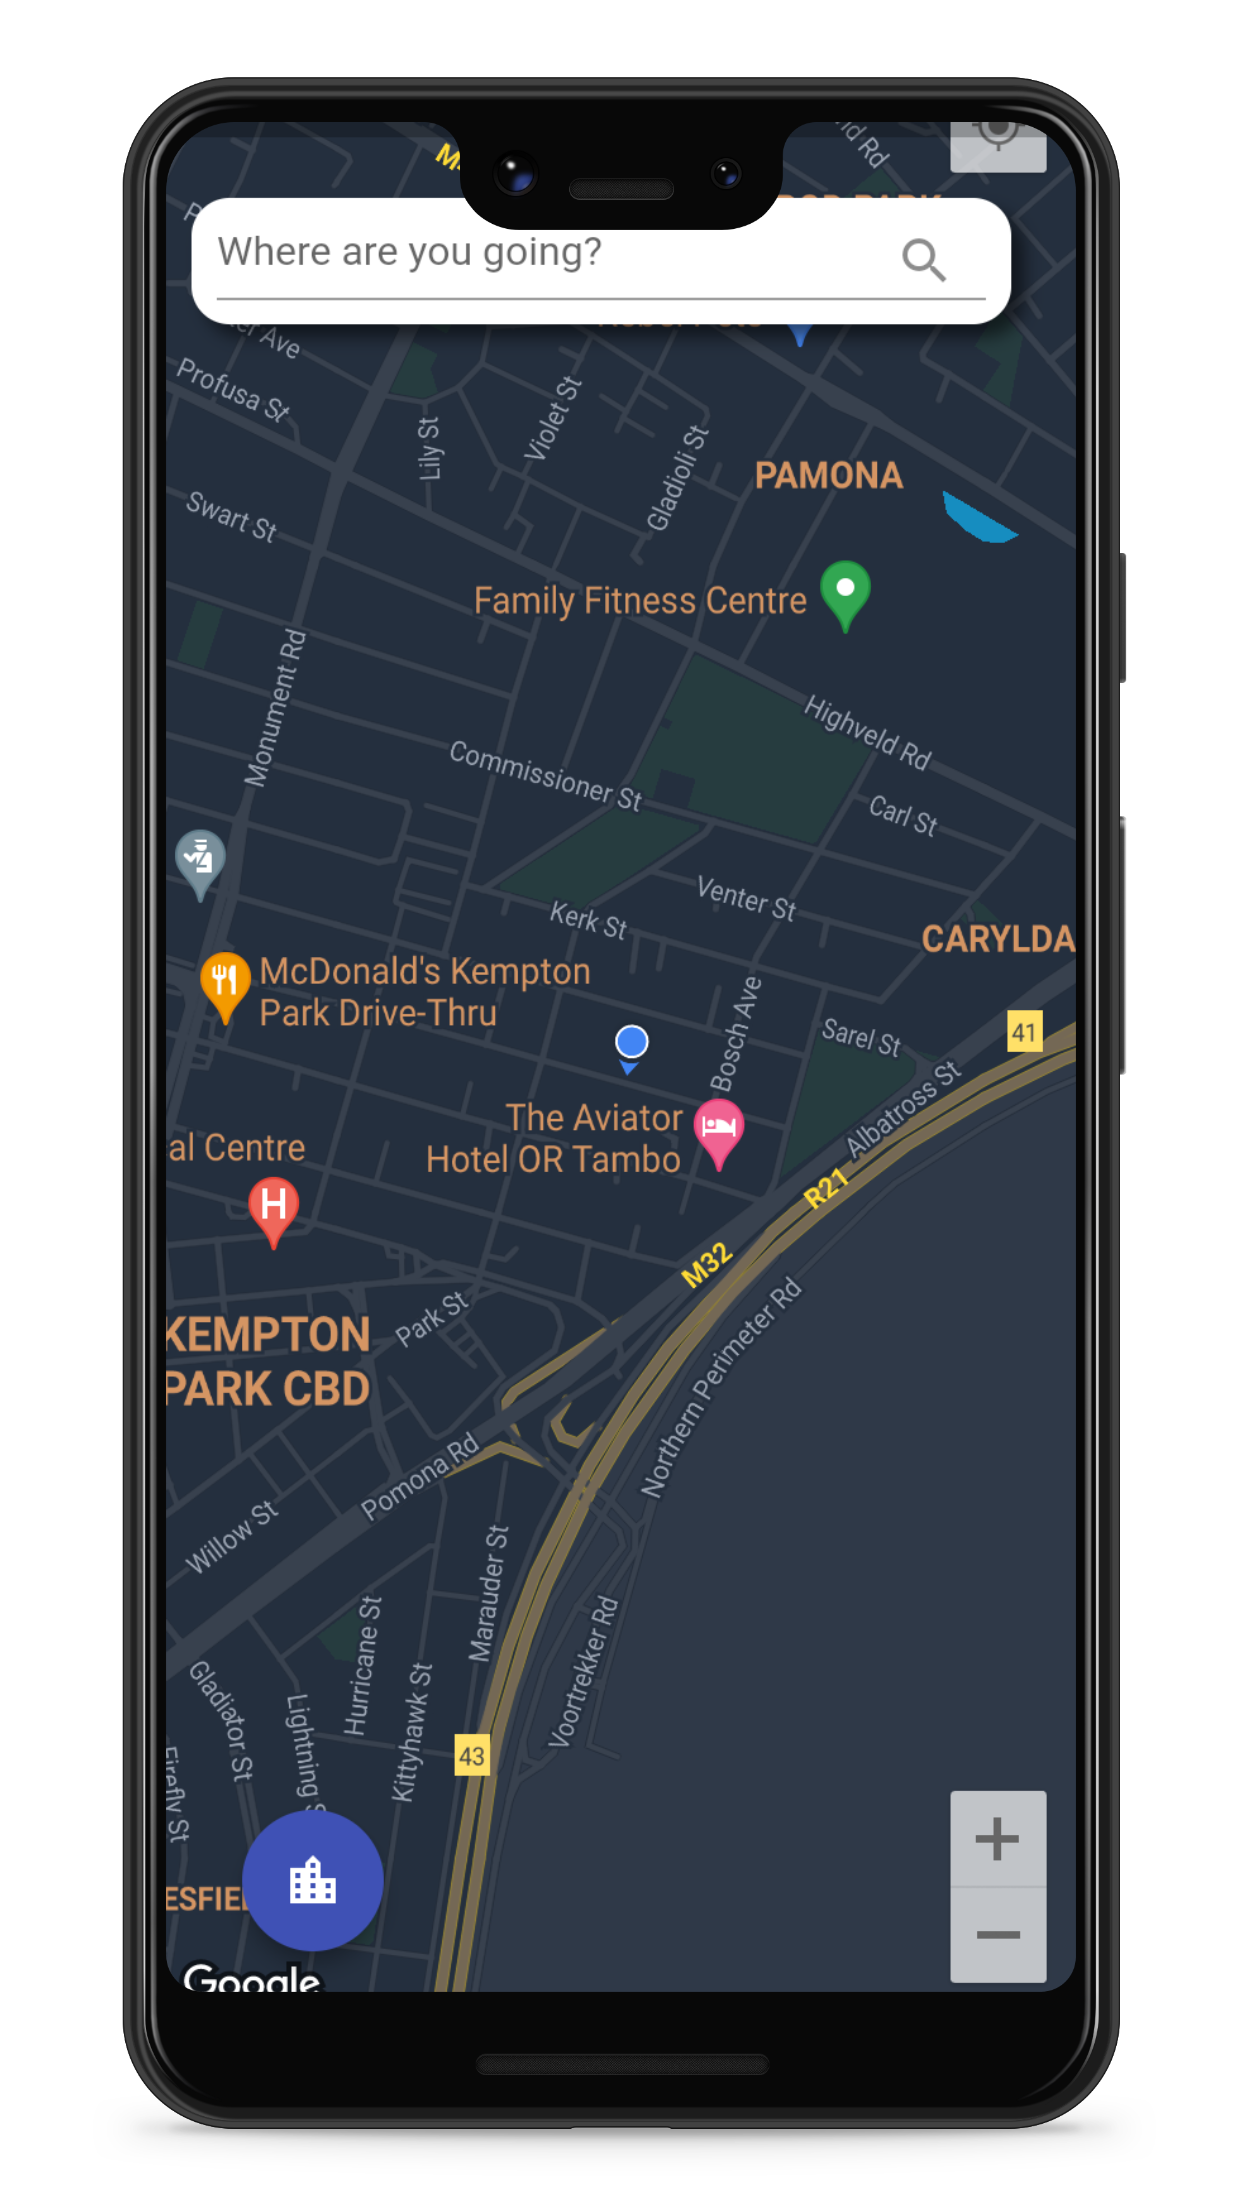 Where are you going?
Profusa St
Lily St
Violet St
Gladioli St
PAMONA
Swart St
Family Fitness Centre
Monument Rd
Highveld Rd
Commissioner St
Carl St
Venter St
Kerk St
CARYLDA
McDonald's Kempton
Park Drive-Thru
Bosch Ave
Sarel St
41
Albatross St
The Aviator
Hotel OR Tambo
al Centre
H
R21
M32
Northern Perimeter Rd
Park St
KEMPTON
PARK CBD
Pomona Rd
Willow St
Marauder St
Hurricane St
Voortrekker Rd
Gladiator St
Lightning S
Kittyhawk St
43
Firefly St
ESFIE
Google